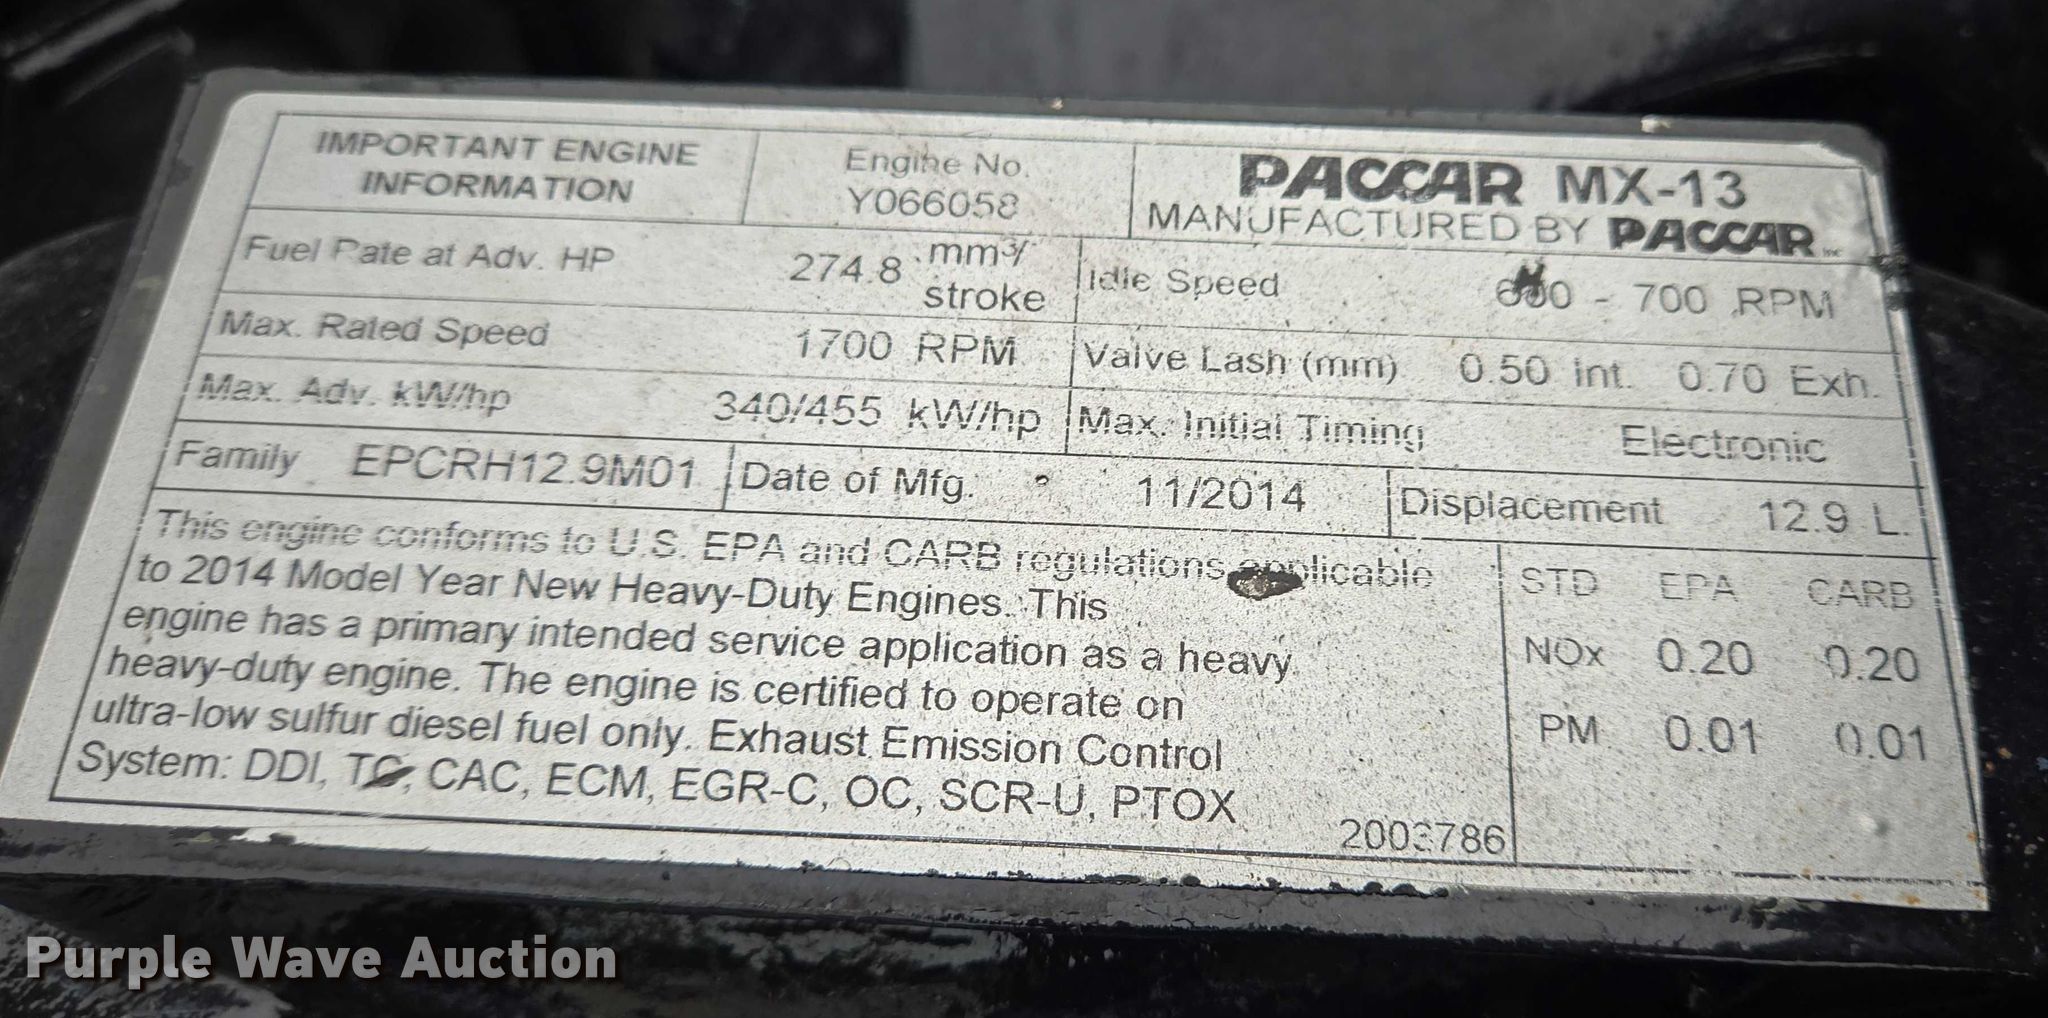 IMPORTANT ENGINE
INFORMATION
Engine No.
Y066058
PACCAR MX-13
MANUFACTURED BY PACCAR INC
Fuel Rate at Adv. HP 274.8 mm³/
stroke
Idle Speed 600 - 700 RPM
Max. Rated Speed 1700 RPM
Valve Lash (mm) 0.50 int. 0.70 Exh.
Max. Adv. kW/hp 340/455 kW/hp
Max. Initial Timing Electronic
Family EPCRH12.9M01
Date of Mfg. 11/2014
Displacement 12.9 L.
This engine conforms to U.S. EPA and CARB regulations applicable
to 2014 Model Year New Heavy-Duty Engines. This
engine has a primary intended service application as a heavy
heavy-duty engine. The engine is certified to operate on
ultra-low sulfur diesel fuel only. Exhaust Emission Control
System: DDI, TC, CAC, ECM, EGR-C, OC, SCR-U, PTOX
2003786
STD EPA CARB
NOx 0.20 0.20
PM 0.01 0.01
Purple Wave Auction